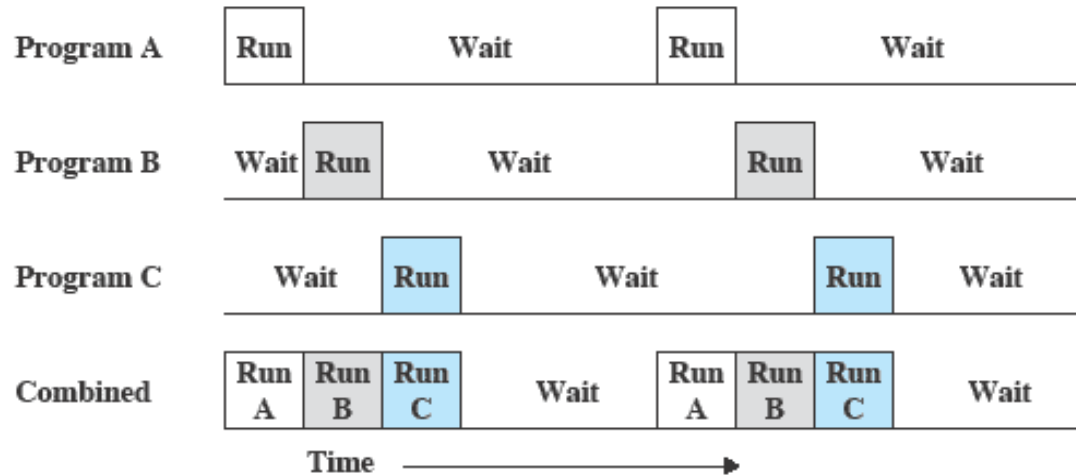 Program A Run Wait Run Wait
Program B Wait Run Wait Run Wait
Program C Wait Run Wait Run Wait
Combined Run A Run B Run C Wait Run A Run B Run C Wait
Time